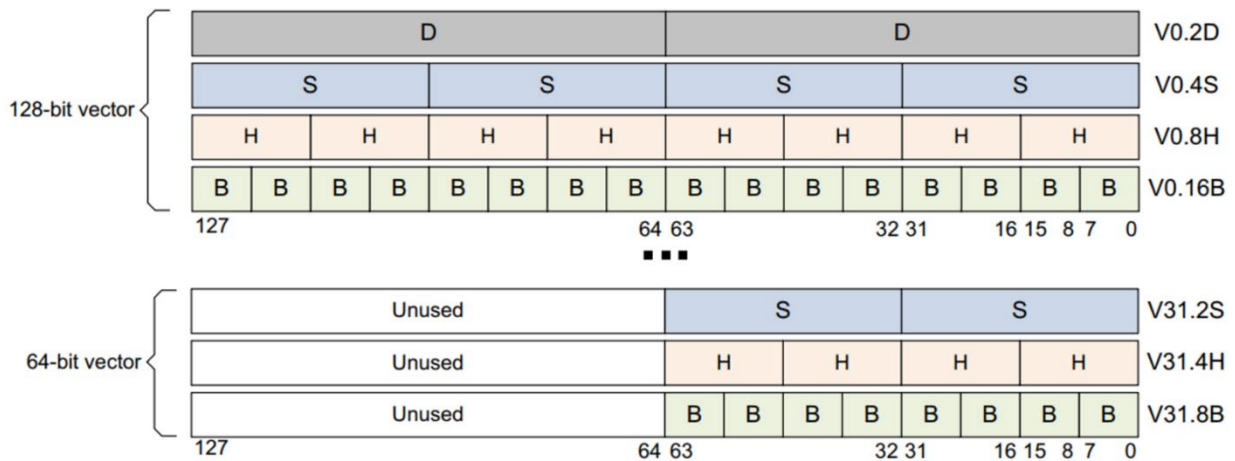 D D V0.2D
S S S S V0.4S
128-bit vector
H H H H H H H H V0.8H
B B B B B B B B B B B B B B B B V0.16B
127 64 63 32 31 16 15 8 7 0
...
Unused S S V31.2S
64-bit vector
Unused H H H H V31.4H
Unused B B B B B B B B V31.8B
127 64 63 32 31 16 15 8 7 0